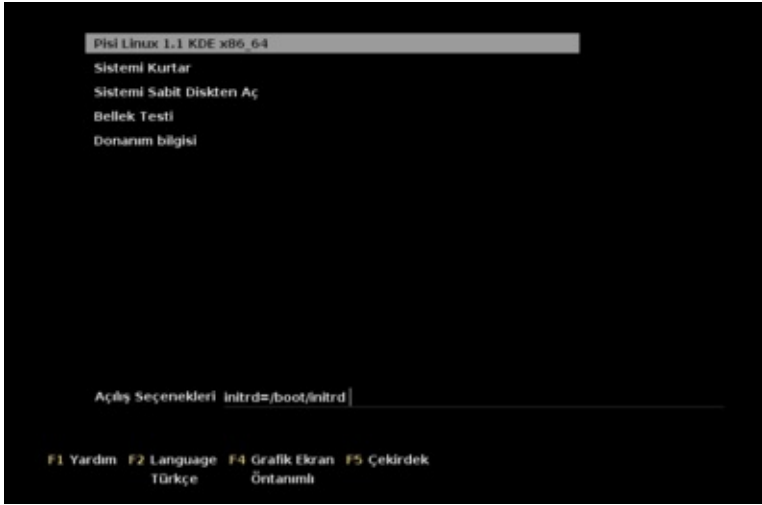 Pisi Linux 1.1 KDE x86_64
Sistemi Kurtar
Sistemi Sabit Diskten Aç
Bellek Testi
Donanım bilgisi
Açılış Seçenekleri initrd=/boot/initrd
F1 Yardım F2 Language F4 Grafik Ekran F5 Çekirdek
Türkçe Öntanımlı